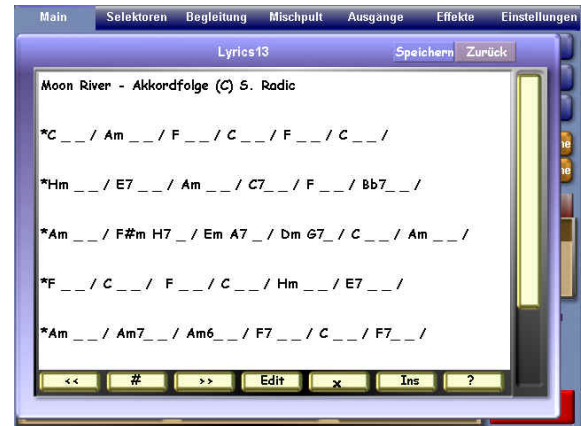 Main Selektoren Begleitung Mischpult Ausgänge Effekte Einstellungen
Lyrics13 Speichern Zurück
Moon River - Akkordfolge (C) S. Radic
*C _ _ / Am _ _ / F _ _ / C _ _ / F _ _ / C _ _ /
*Hm _ _ / E7 _ _ / Am _ _ / C7_ _ / F _ _ / Bb7_ _ /
*Am _ _ / F#m H7 _ / Em A7 _ / Dm G7_ / C _ _ / Am _ _ /
*F _ _ / C _ _ / F _ _ / C _ _ / Hm _ _ / E7 _ _ /
*Am _ _ / Am7_ _ / Am6_ _ / F7 _ _ / C _ _ / F7_ _ /
<< # >> Edit x Ins ?